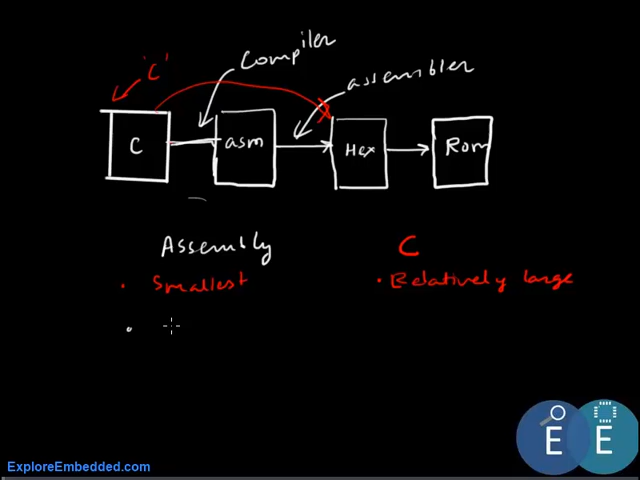 'C'
Compiler
assembler
C
asm
Hex
Rom
Assembly
C
• Smallest
• Relatively large
•
E E
ExploreEmbedded.com